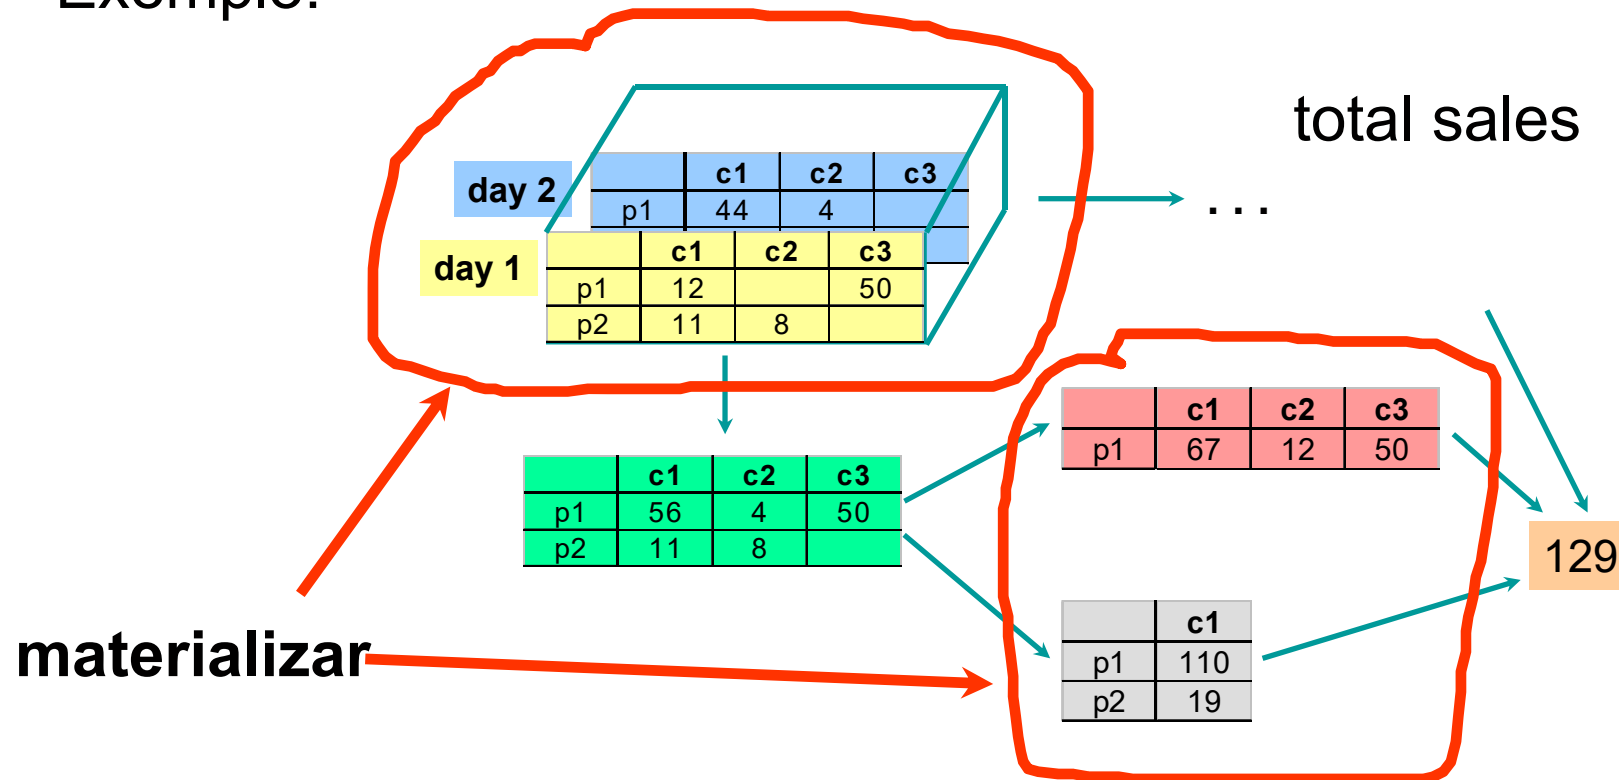 Exemplo:
total sales
day 2
c1 c2 c3
p1 44 4
. . .
day 1
c1 c2 c3
p1 12 50
p2 11 8
c1 c2 c3
p1 56 4 50
p2 11 8
c1 c2 c3
p1 67 12 50
129
materializar
c1
p1 110
p2 19